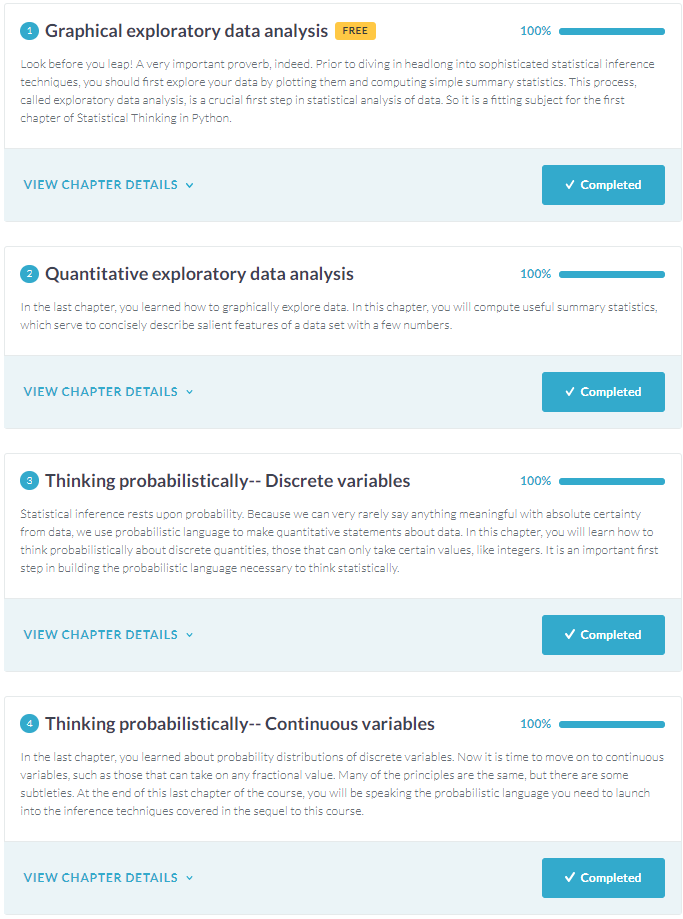 1 Graphical exploratory data analysis FREE 100%
Look before you leap! A very important proverb, indeed. Prior to diving in headlong into sophisticated statistical inference
techniques, you should first explore your data by plotting them and computing simple summary statistics. This process,
called exploratory data analysis, is a crucial first step in statistical analysis of data. So it is a fitting subject for the first
chapter of Statistical Thinking in Python.
VIEW CHAPTER DETAILS Completed
2 Quantitative exploratory data analysis 100%
In the last chapter, you learned how to graphically explore data. In this chapter, you will compute useful summary statistics,
which serve to concisely describe salient features of a data set with a few numbers.
VIEW CHAPTER DETAILS Completed
3 Thinking probabilistically-- Discrete variables 100%
Statistical inference rests upon probability. Because we can very rarely say anything meaningful with absolute certainty
from data, we use probabilistic language to make quantitative statements about data. In this chapter, you will learn how to
think probabilistically about discrete quantities, those that can only take certain values, like integers. It is an important first
step in building the probabilistic language necessary to think statistically.
VIEW CHAPTER DETAILS Completed
4 Thinking probabilistically-- Continuous variables 100%
In the last chapter, you learned about probability distributions of discrete variables. Now it is time to move on to continuous
variables, such as those that can take on any fractional value. Many of the principles are the same, but there are some
subtleties. At the end of this last chapter of the course, you will be speaking the probabilistic language you need to launch
into the inference techniques covered in the sequel to this course.
VIEW CHAPTER DETAILS Completed